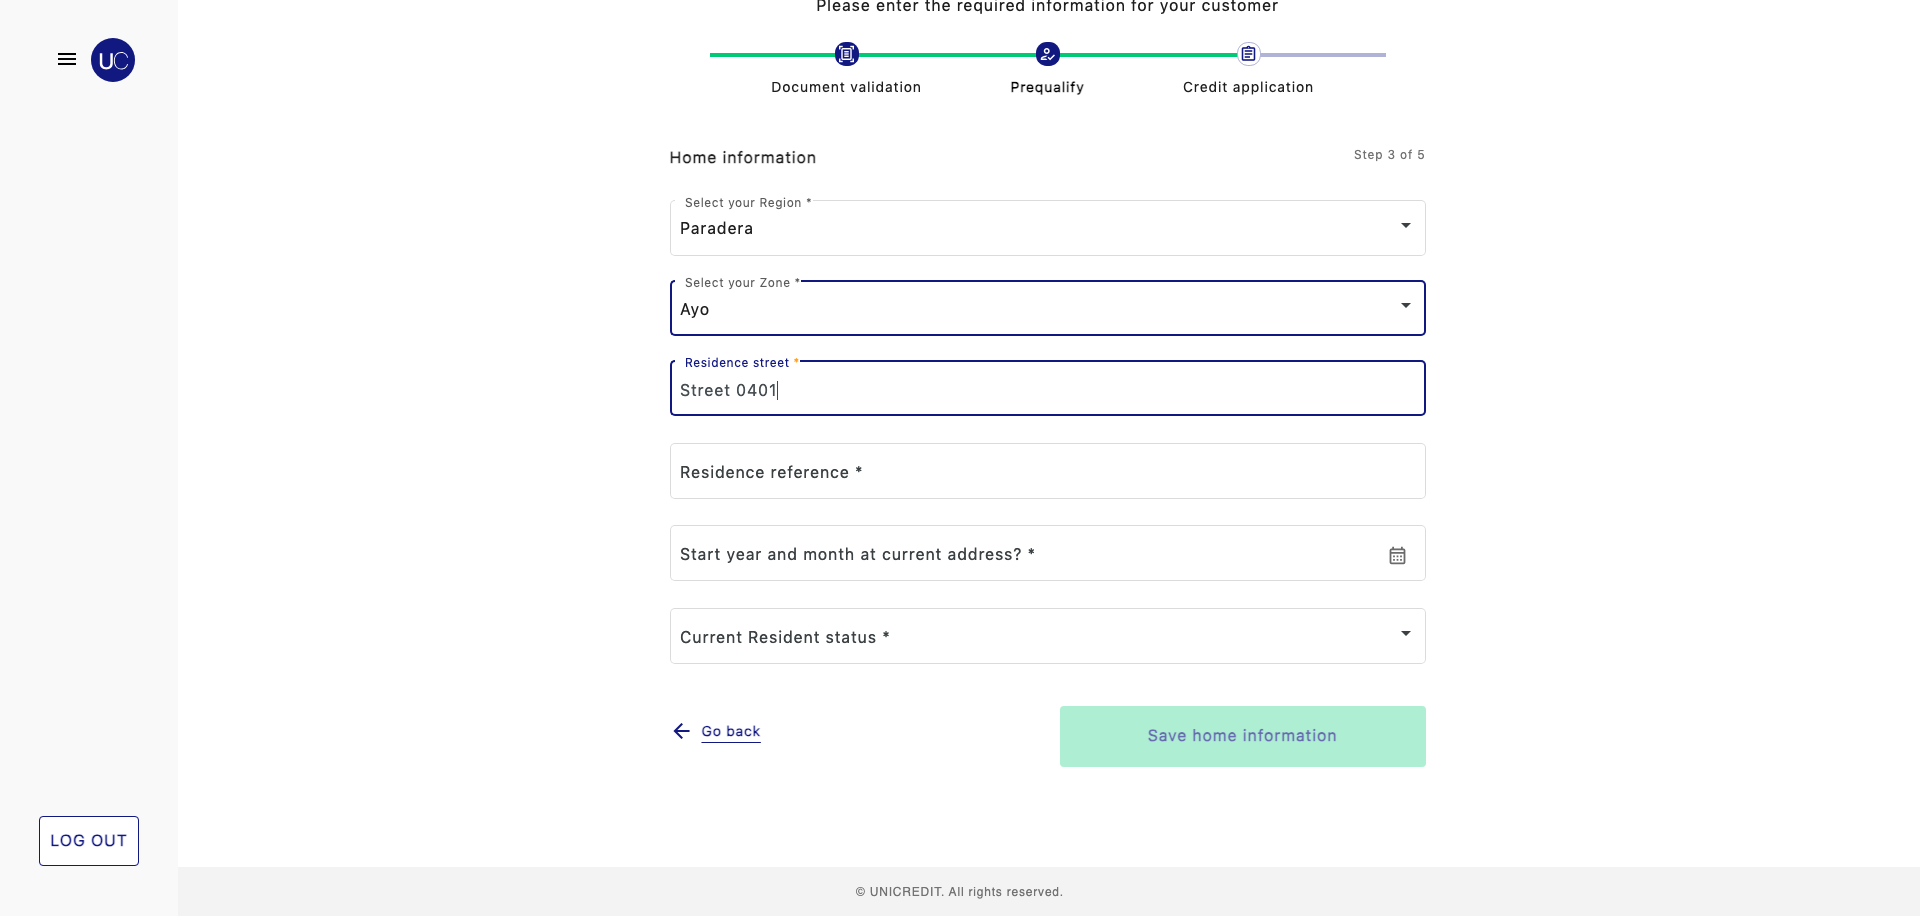 Please enter the required information for your customer
UC
Document validation
Prequalify
Credit application
Home information
Step 3 of 5
Select your Region *
Paradera
Select your Zone *
Ayo
Residence street *
Street 0401
Residence reference *
Start year and month at current address? *
Current Resident status *
Go back
Save home information
LOG OUT
© UNICREDIT. All rights reserved.